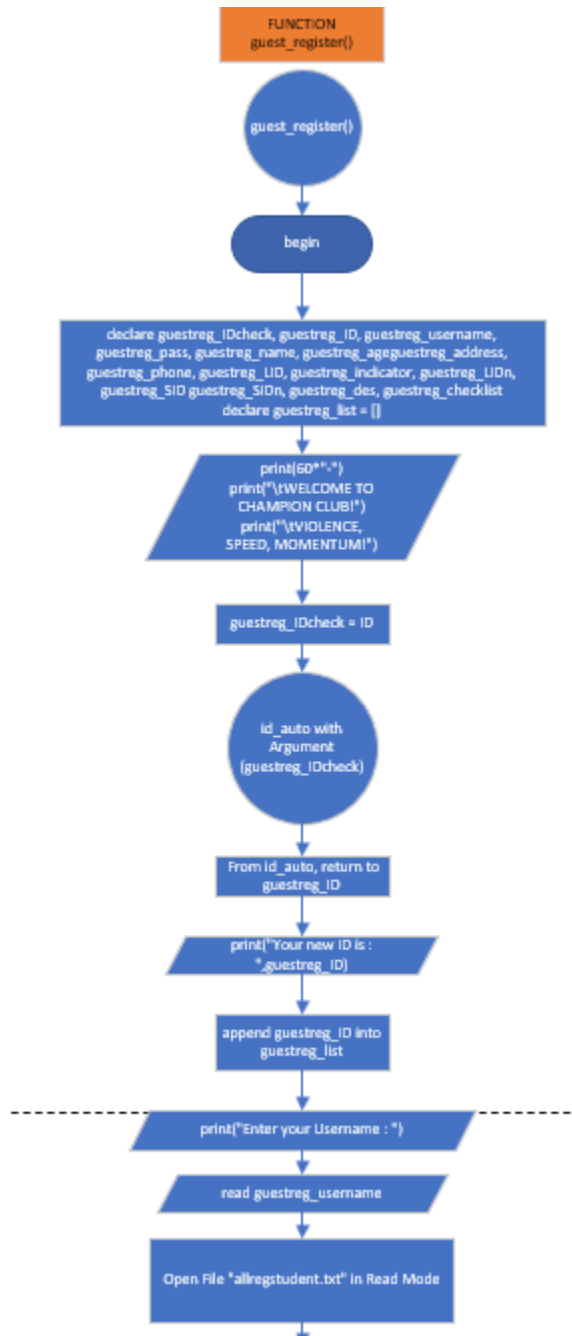 FUNCTION
guest_register()
guest_register()
begin
declare guestreg_IDcheck, guestreg_ID, guestreg_username,
guestreg_pass, guestreg_name, guestreg_ageguestreg_address,
guestreg_phone, guestreg_LID, guestreg_indicator, guestreg_LIDn,
guestreg_SID guestreg_SIDn, guestreg_des, guestreg_checklist
declare guestreg_list = []
print(60*"-")
print("\tWELCOME TO
CHAMPION CLUB!")
print("\tVIOLENCE,
SPEED, MOMENTUM!")
guestreg_IDcheck = ID
id_auto with
Argument
(guestreg_IDcheck)
From id_auto, return to
guestreg_ID
print("Your new ID is :
",guestreg_ID)
append guestreg_ID into
guestreg_list
print("Enter your Username : ")
read guestreg_username
Open File "allregstudent.txt" in Read Mode